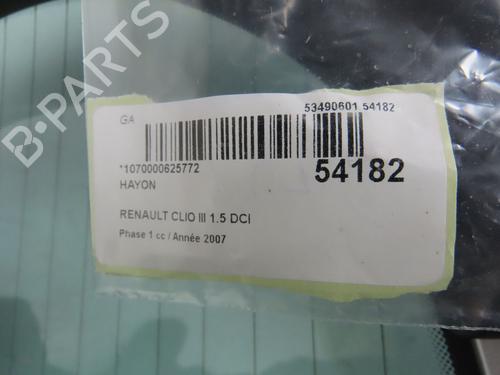 B-PARTS
GA
53490601 54182
*1070000625772
54182
HAYON
RENAULT CLIO III 1.5 DCI
Phase 1 cc / Année 2007